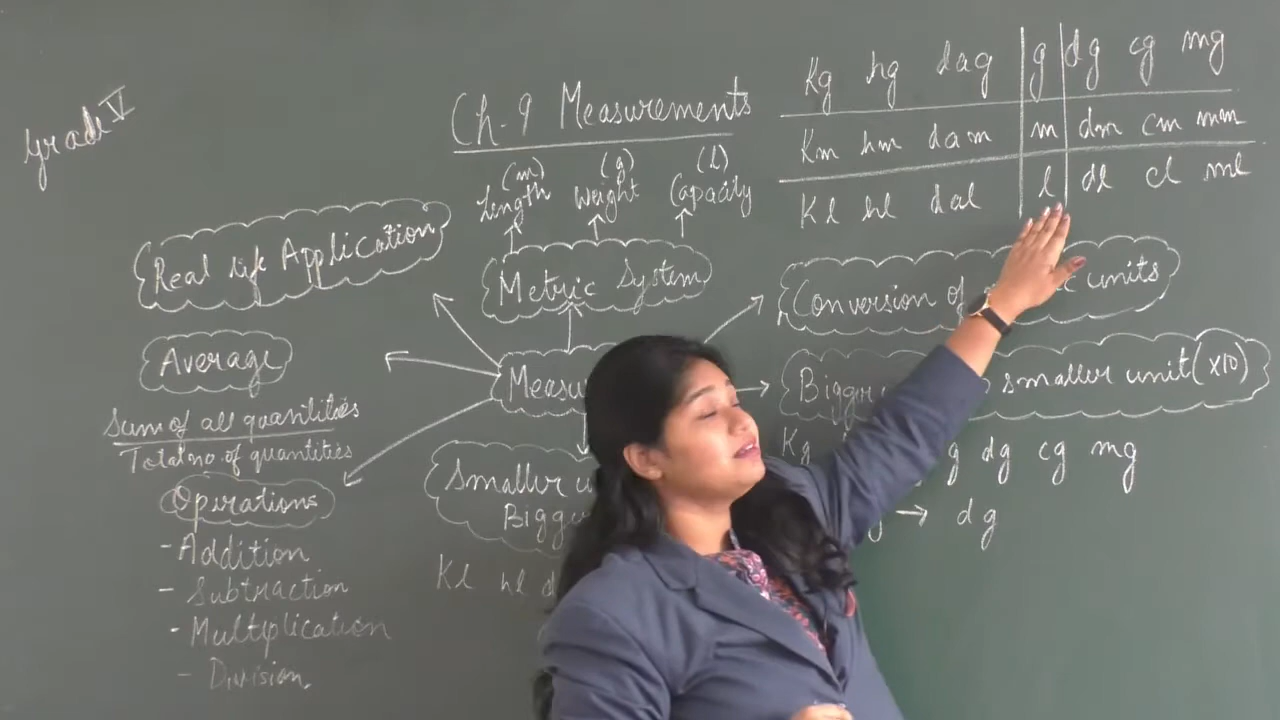 Grade V
Ch. 9 Measurements
(m) (g) (l)
Length Weight Capacity
Kg hg dag g dg cg mg
Km hm dam m dm cm mm
Kl hl dal l dl cl ml
Real life Application
Metric System
Conversion of units
Average
Sum of all quantities
Total no. of quantities
Operations
- Addition
- Subtraction
- Multiplication
- Division.
Smaller
Bigge
Kl hl d
smaller unit (x10)
Kg g dg cg mg
g → dg